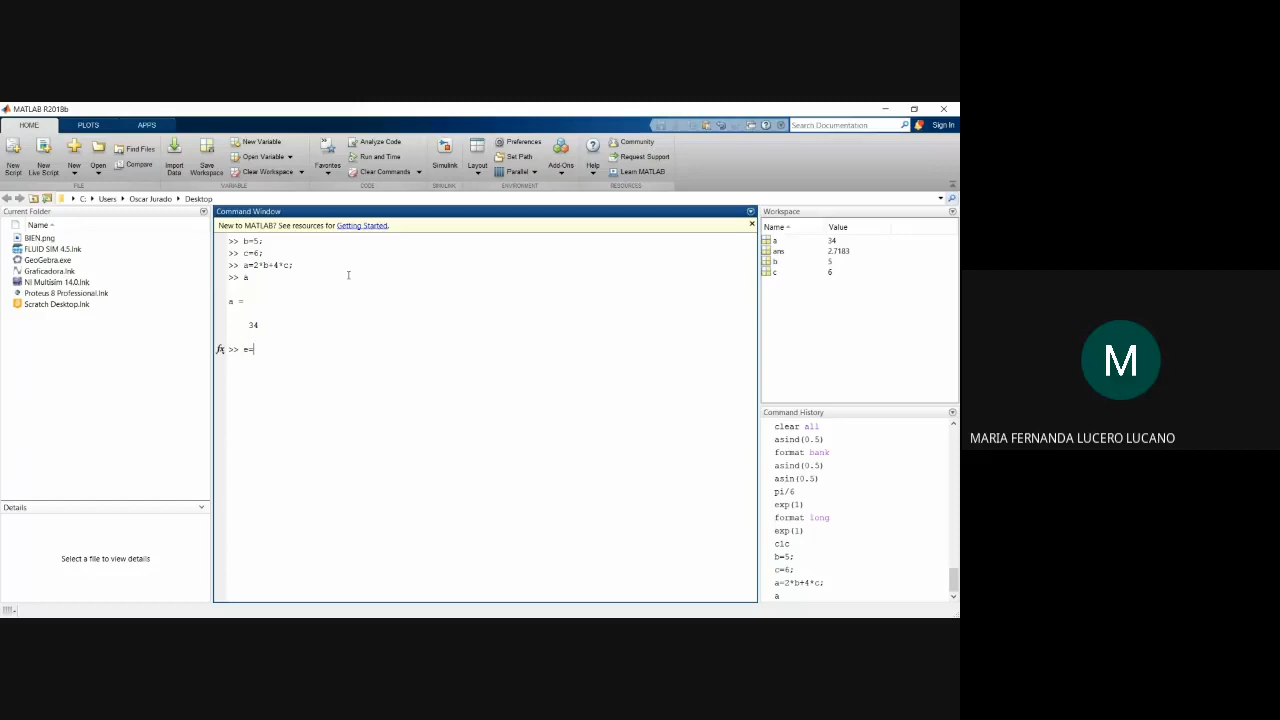 MATLAB R2018b
HOME PLOTS APPS
Search Documentation
Sign In
New Script
New Live Script
New
Open
Find Files
Compare
FILE
Import Data
Save Workspace
New Variable
Open Variable
Clear Workspace
VARIABLE
Favorites
Analyze Code
Run and Time
Clear Commands
CODE
Simulink
SIMULINK
Layout
Preferences
Set Path
Parallel
ENVIRONMENT
Add-Ons
Help
Community
Request Support
Learn MATLAB
RESOURCES
C: Users Oscar Jurado Desktop
Current Folder
Name
BIEN.png
FLUID SIM 4.5.lnk
GeoGebra.lnk
Graficadora.lnk
NI Multisim 14.0.lnk
Proteus 8 Professional.lnk
Scratch Desktop.lnk
Details
Select a file to view details
Command Window
New to MATLAB? See resources for Getting Started.
>> b=5;
>> c=6;
>> a=2*b+4*c;
>> a
a =
34
fx >> e=
Workspace
Name Value
a 34
ans 2.7183
b 5
c 6
Command History
clear all
asind(0.5)
format bank
asind(0.5)
asin(0.5)
pi/6
exp(1)
format long
exp(1)
clc
b=5;
c=6;
a=2*b+4*c;
a
M
MARIA FERNANDA LUCERO LUCANO